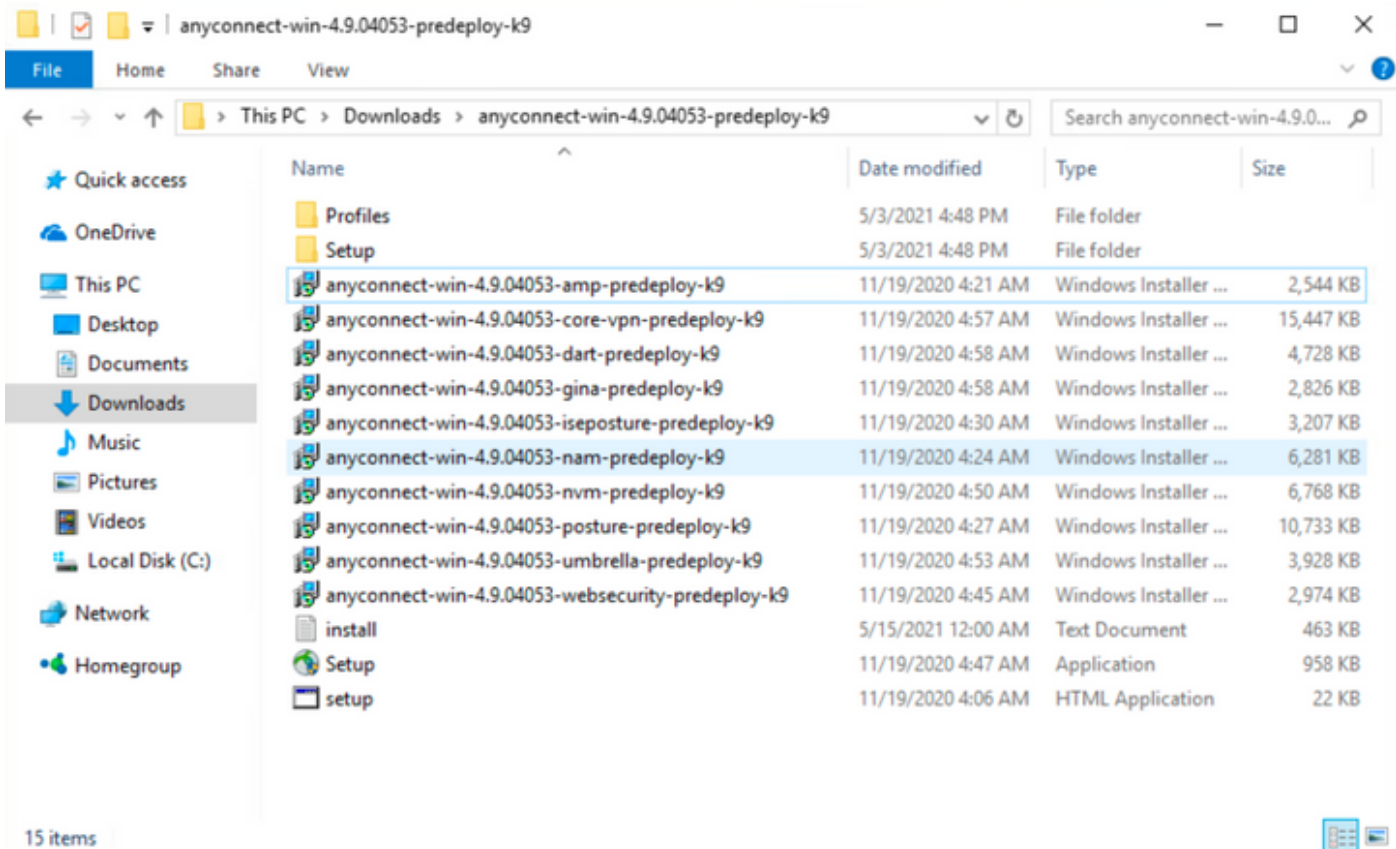 anyconnect-win-4.9.04053-predeploy-k9
File Home Share View
This PC > Downloads > anyconnect-win-4.9.04053-predeploy-k9 Search anyconnect-win-4.9.0...
Name Date modified Type Size
Quick access
OneDrive
This PC
Desktop
Documents
Downloads
Music
Pictures
Videos
Local Disk (C:)
Network
Homegroup
Profiles 5/3/2021 4:48 PM File folder
Setup 5/3/2021 4:48 PM File folder
anyconnect-win-4.9.04053-amp-predeploy-k9 11/19/2020 4:21 AM Windows Installer ... 2,544 KB
anyconnect-win-4.9.04053-core-vpn-predeploy-k9 11/19/2020 4:57 AM Windows Installer ... 15,447 KB
anyconnect-win-4.9.04053-dart-predeploy-k9 11/19/2020 4:58 AM Windows Installer ... 4,728 KB
anyconnect-win-4.9.04053-gina-predeploy-k9 11/19/2020 4:58 AM Windows Installer ... 2,826 KB
anyconnect-win-4.9.04053-iseposture-predeploy-k9 11/19/2020 4:30 AM Windows Installer ... 3,207 KB
anyconnect-win-4.9.04053-nam-predeploy-k9 11/19/2020 4:24 AM Windows Installer ... 6,281 KB
anyconnect-win-4.9.04053-nvm-predeploy-k9 11/19/2020 4:50 AM Windows Installer ... 6,768 KB
anyconnect-win-4.9.04053-posture-predeploy-k9 11/19/2020 4:27 AM Windows Installer ... 10,733 KB
anyconnect-win-4.9.04053-umbrella-predeploy-k9 11/19/2020 4:53 AM Windows Installer ... 3,928 KB
anyconnect-win-4.9.04053-websecurity-predeploy-k9 11/19/2020 4:45 AM Windows Installer ... 2,974 KB
install 5/15/2021 12:00 AM Text Document 463 KB
Setup 11/19/2020 4:47 AM Application 958 KB
setup 11/19/2020 4:06 AM HTML Application 22 KB
15 items